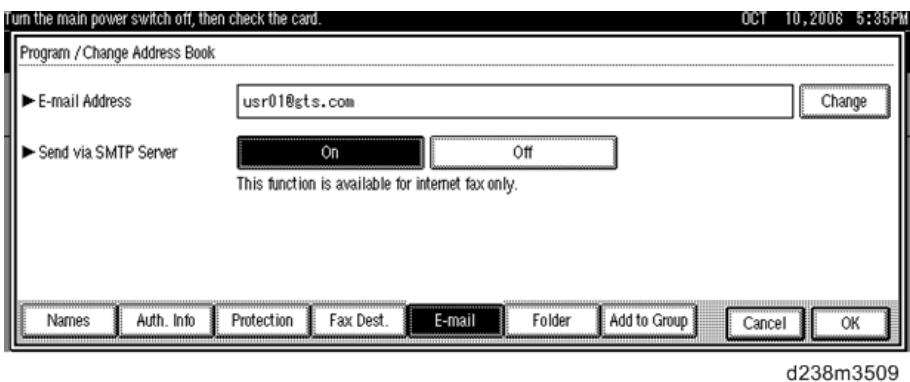 Turn the main power switch off, then check the card. OCT 10,2006 5:35PM
Program / Change Address Book
►E-mail Address usr01@gts.com Change
►Send via SMTP Server On Off
This function is available for internet fax only.
Names Auth. Info Protection Fax Dest. E-mail Folder Add to Group Cancel OK
d238m3509